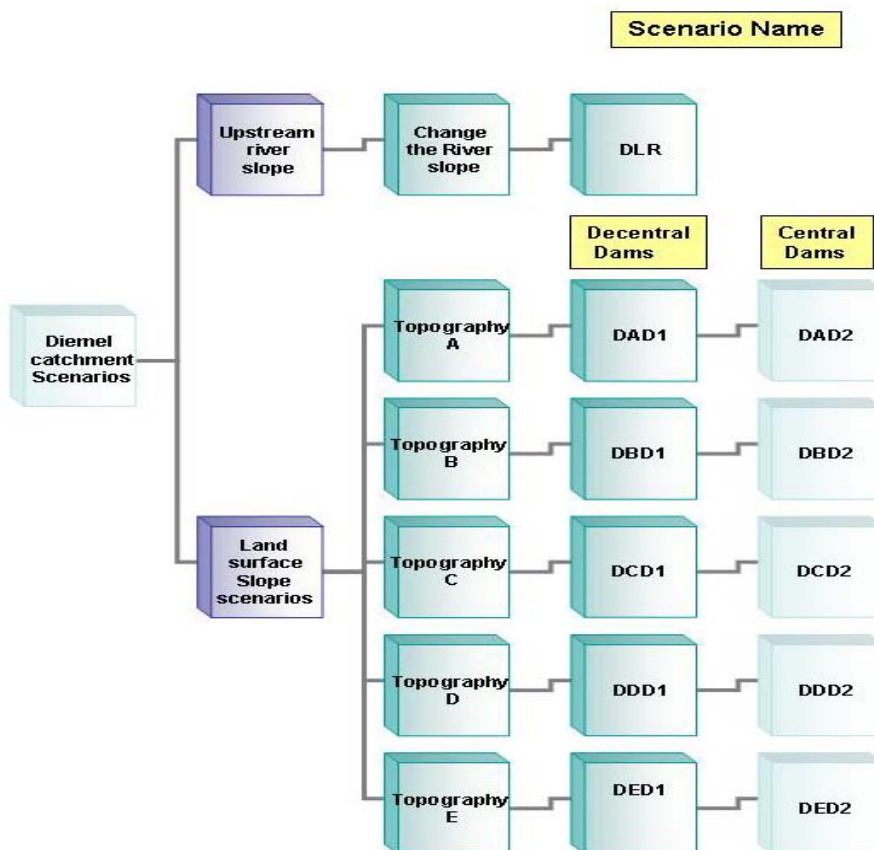 Scenario Name
Upstream
river
slope
Change
the River
slope
DLR
Decentral
Dams
Central
Dams
Diemel
catchment
Scenarios
Topography
A
DAD1
DAD2
Topography
B
DBD1
DBD2
Land
surface
Slope
scenarios
Topography
C
DCD1
DCD2
Topography
D
DDD1
DDD2
Topography
E
DED1
DED2